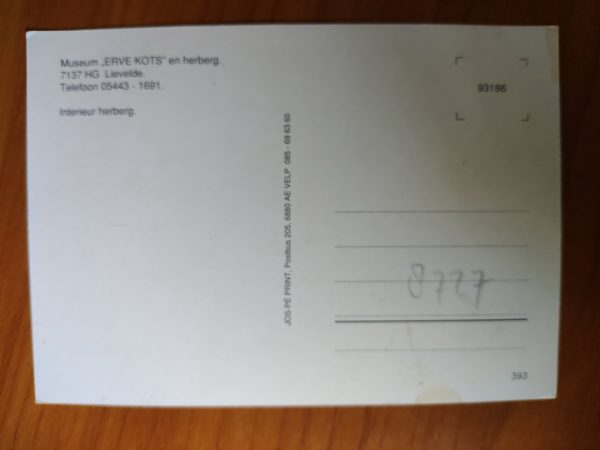 Museum „ERVE KOTS" en herberg.
7137 HG Lievelde.
Telefoon 05443 - 1691.
Interieur herberg.
93186
JOS-PÉ PRINT, Postbus 205, 6880 AE VELP 085 - 69 63 60
8727
393